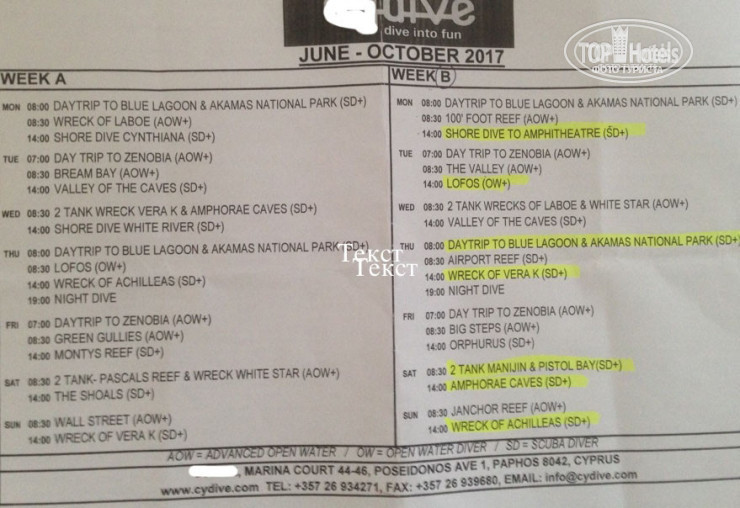 dive
dive into fun
JUNE - OCTOBER 2017
TOP Hotels
ФОТО ТУРИСТА
WEEK A
MON 08:00 DAYTRIP TO BLUE LAGOON & AKAMAS NATIONAL PARK (SD+)
08:30 WRECK OF LABOE (AOW+)
14:00 SHORE DIVE CYNTHIANA (SD+)
TUE 07:00 DAY TRIP TO ZENOBIA (AOW+)
08:30 BREAM BAY (AOW+)
14:00 VALLEY OF THE CAVES (SD+)
WED 08:30 2 TANK WRECK VERA K & AMPHORAE CAVES (SD+)
14:00 SHORE DIVE WHITE RIVER (SD+)
THU 08:00 DAYTRIP TO BLUE LAGOON & AKAMAS NATIONAL PARK (SD+)
08:30 LOFOS (OW+)
14:00 WRECK OF ACHILLEAS (SD+)
19:00 NIGHT DIVE
FRI 07:00 DAYTRIP TO ZENOBIA (AOW+)
08:30 GREEN GULLIES (AOW+)
14:00 MONTYS REEF (SD+)
SAT 08:30 2 TANK- PASCALS REEF & WRECK WHITE STAR (AOW+)
14:00 THE SHOALS (SD+)
SUN 08:30 WALL STREET (AOW+)
14:00 WRECK OF VERA K (SD+)
WEEK B
MON 08:00 DAYTRIP TO BLUE LAGOON & AKAMAS NATIONAL PARK (SD+)
08:30 100' FOOT REEF (AOW+)
14:00 SHORE DIVE TO AMPHITHEATRE (SD+)
TUE 07:00 DAY TRIP TO ZENOBIA (AOW+)
08:30 THE VALLEY (AOW+)
14:00 LOFOS (OW+)
WED 08:30 2 TANK WRECKS OF LABOE & WHITE STAR (AOW+)
14:00 VALLEY OF THE CAVES (SD+)
THU 08:00 DAYTRIP TO BLUE LAGOON & AKAMAS NATIONAL PARK (SD+)
08:30 AIRPORT REEF (SD+)
14:00 WRECK OF VERA K (SD+)
19:00 NIGHT DIVE
FRI 07:00 DAY TRIP TO ZENOBIA (AOW+)
08:30 BIG STEPS (AOW+)
14:00 ORPHURUS (SD+)
SAT 08:30 2 TANK MANIJIN & PISTOL BAY(SD+)
14:00 AMPHORAE CAVES (SD+)
SUN 08:30 JANCHOR REEF (AOW+)
14:00 WRECK OF ACHILLEAS (SD+)
Текст
Текст
AOW = ADVANCED OPEN WATER / OW = OPEN WATER DIVER / SD = SCUBA DIVER
, MARINA COURT 44-46, POSEIDONOS AVE 1, PAPHOS 8042, CYPRUS
www.cydive.com TEL: +357 26 934271, FAX: +357 26 939680, EMAIL: info@cydive.com